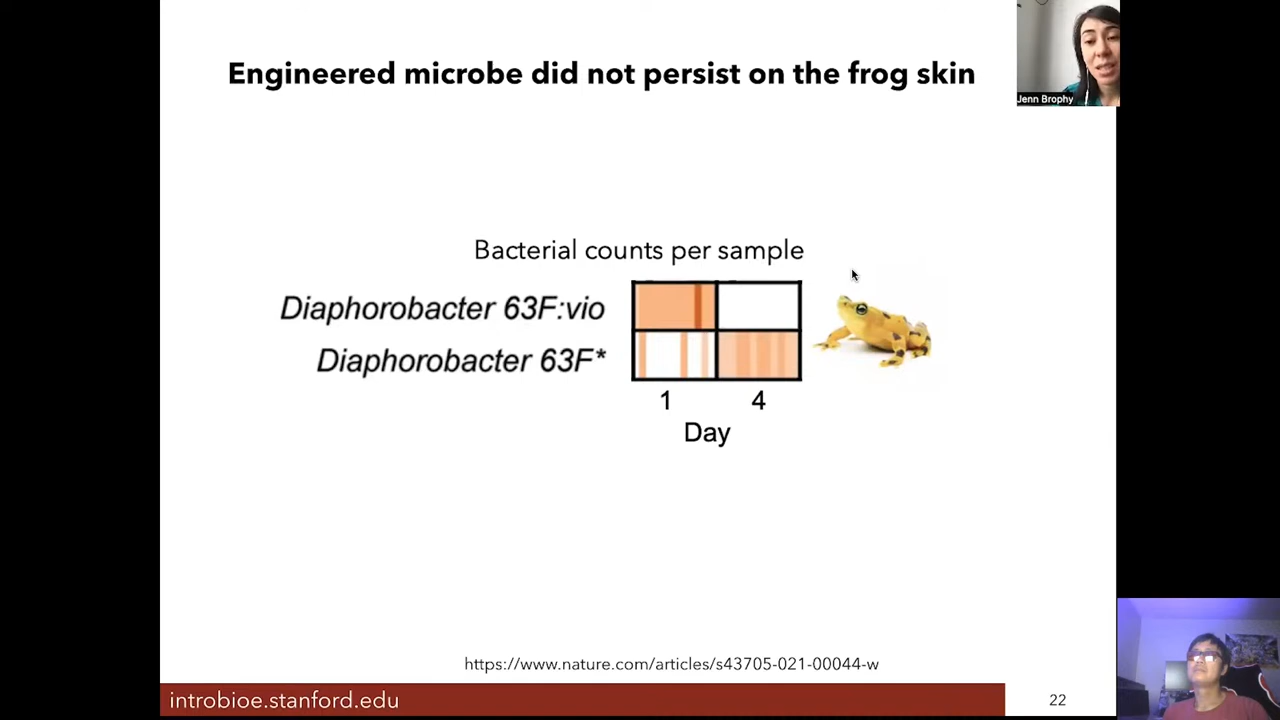 Engineered microbe did not persist on the frog skin
Jenn Brophy
Bacterial counts per sample
Diaphorobacter 63F:vio
Diaphorobacter 63F*
1 4
Day
https://www.nature.com/articles/s43705-021-00044-w
introbioe.stanford.edu
22